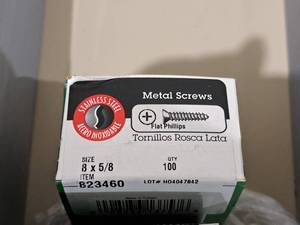 STAINLESS STEEL
ACERO INOXIDABLE
Metal Screws
Flat Phillips
Tornillos Rosca Lata
SIZE
8 x 5/8
QTY
100
ITEM
823460
LOT# H04047842